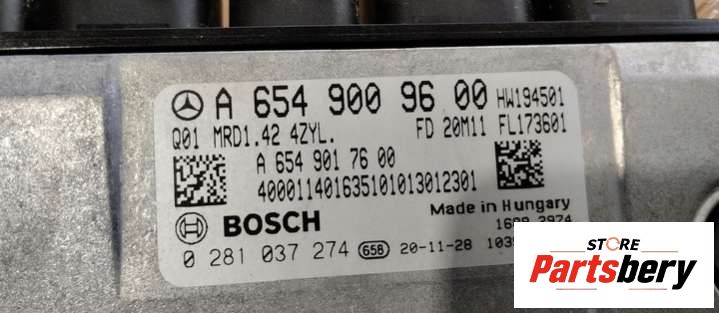 A 654 900 96 00 HW194501
Q01 MRD1.42 4ZYL. FD 20M11 FL173601
A 654 901 76 00
400011401635101013012301
BOSCH Made in Hungary
0 281 037 274 658 20-11-28
STORE
Partsbery